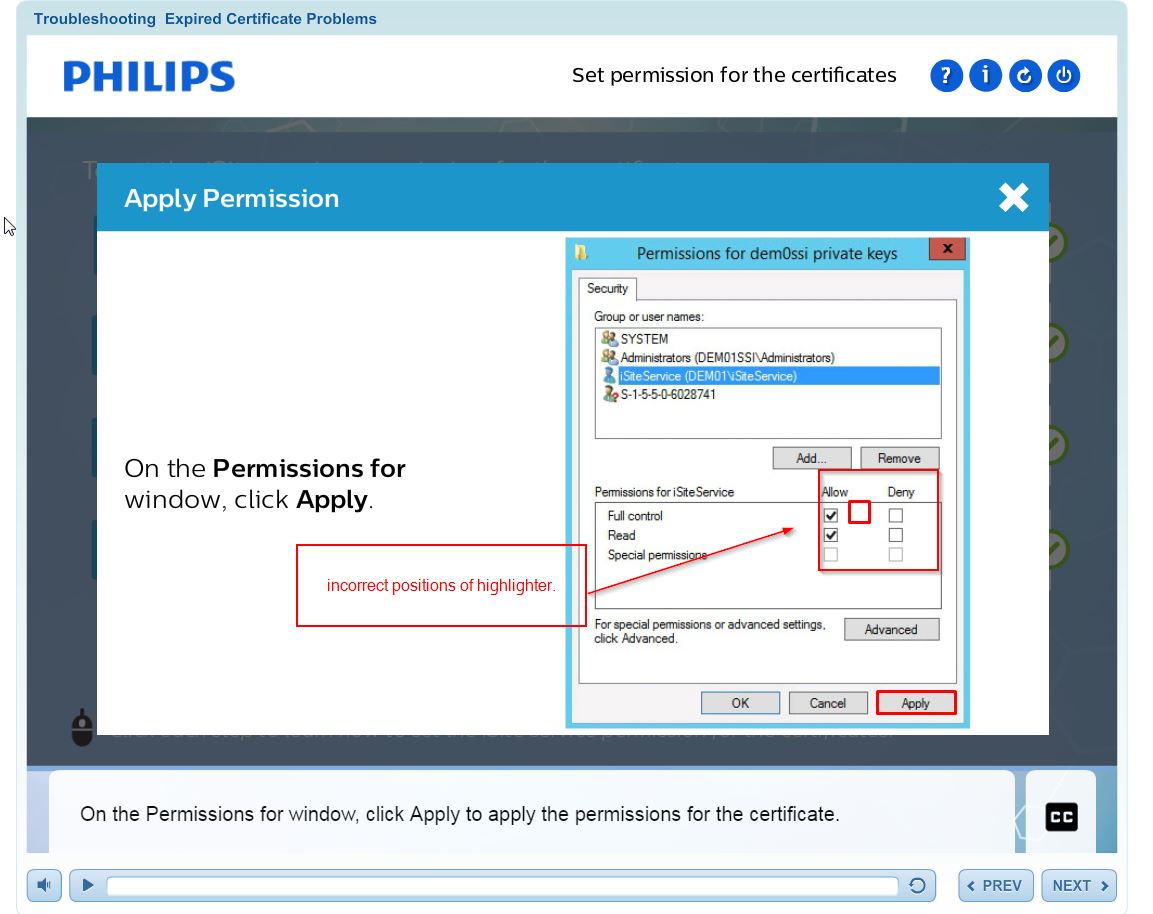 Troubleshooting  Expired Certificate Problems
PHILIPS
Set permission for the certificates
? i
Apply Permission
On the Permissions for
window, click Apply.
Permissions for dem0ssi private keys
x
Security
Group or user names:
SYSTEM
Administrators (DEM01SSI\Administrators)
iSiteService (DEM01\iSiteService)
S-1-5-5-0-6028741
Add... Remove
Permissions for iSiteService Allow Deny
Full control
Read
Special permissions
incorrect positions of highlighter.
For special permissions or advanced settings,
click Advanced.
Advanced
OK Cancel Apply
On the Permissions for window, click Apply to apply the permissions for the certificate.
CC
PREV NEXT